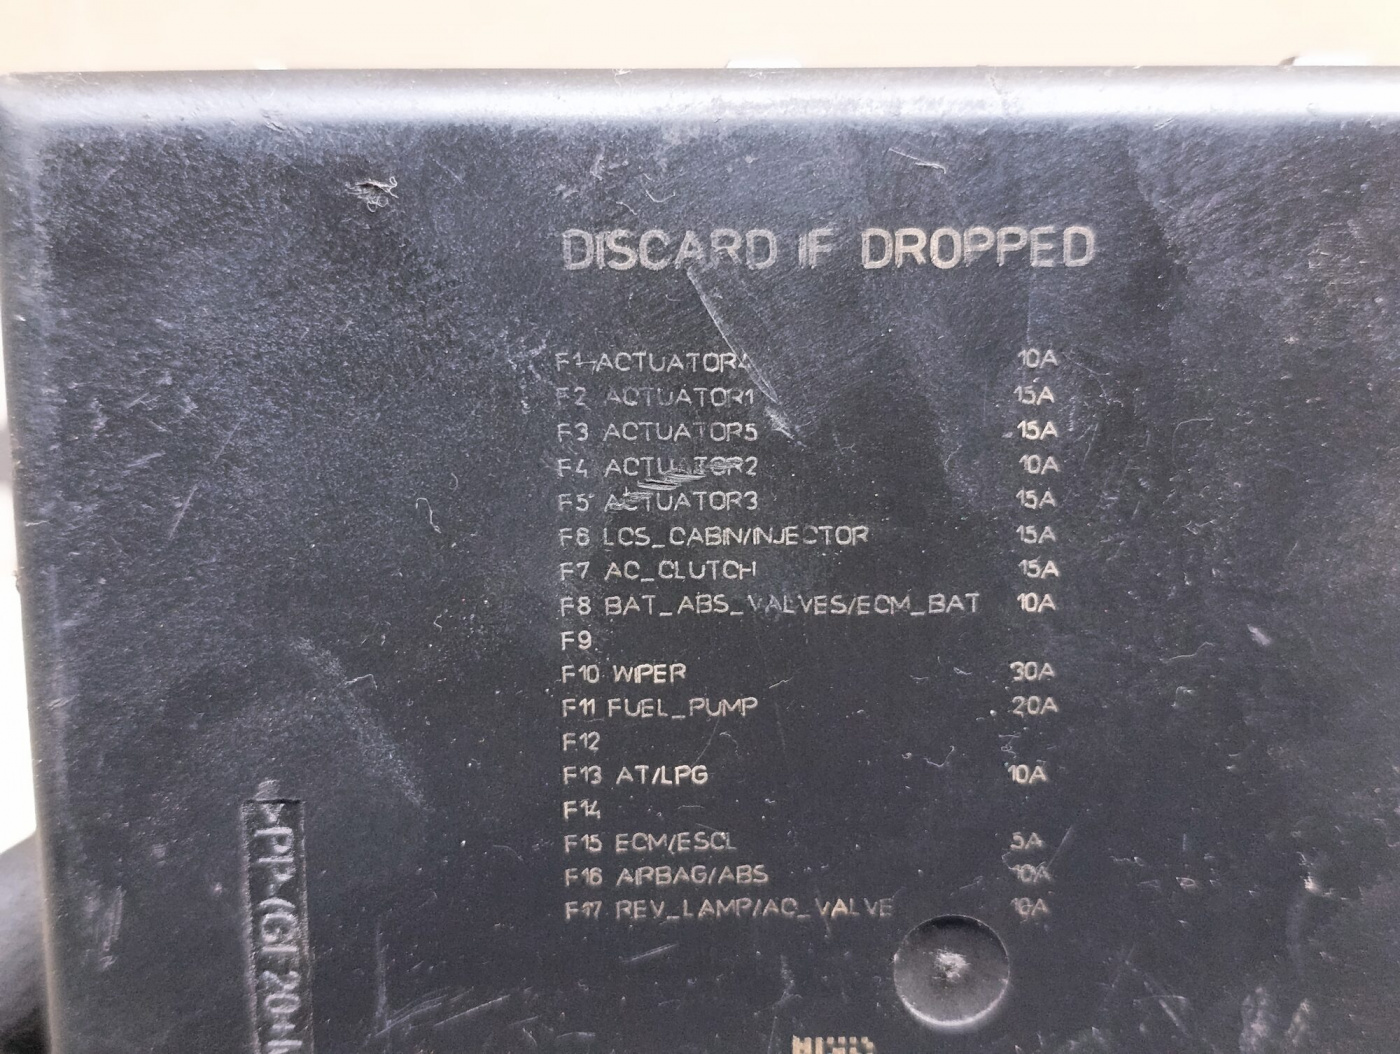 DISCARD IF DROPPED
F1 ACTUATOR4 10A
F2 ACTUATOR1 15A
F3 ACTUATOR5 15A
F4 ACTUATOR2 10A
F5 ACTUATOR3 15A
F6 LCS_CABIN/INJECTOR 15A
F7 AC_CLUTCH 15A
F8 BAT_ABS_VALVES/ECM_BAT 10A
F9
F10 WIPER 30A
F11 FUEL_PUMP 20A
F12
F13 AT/LPG 10A
F14
F15 ECM/ESCL 5A
F16 AIRBAG/ABS 10A
F17 REV_LAMP/AC_VALVE 10A